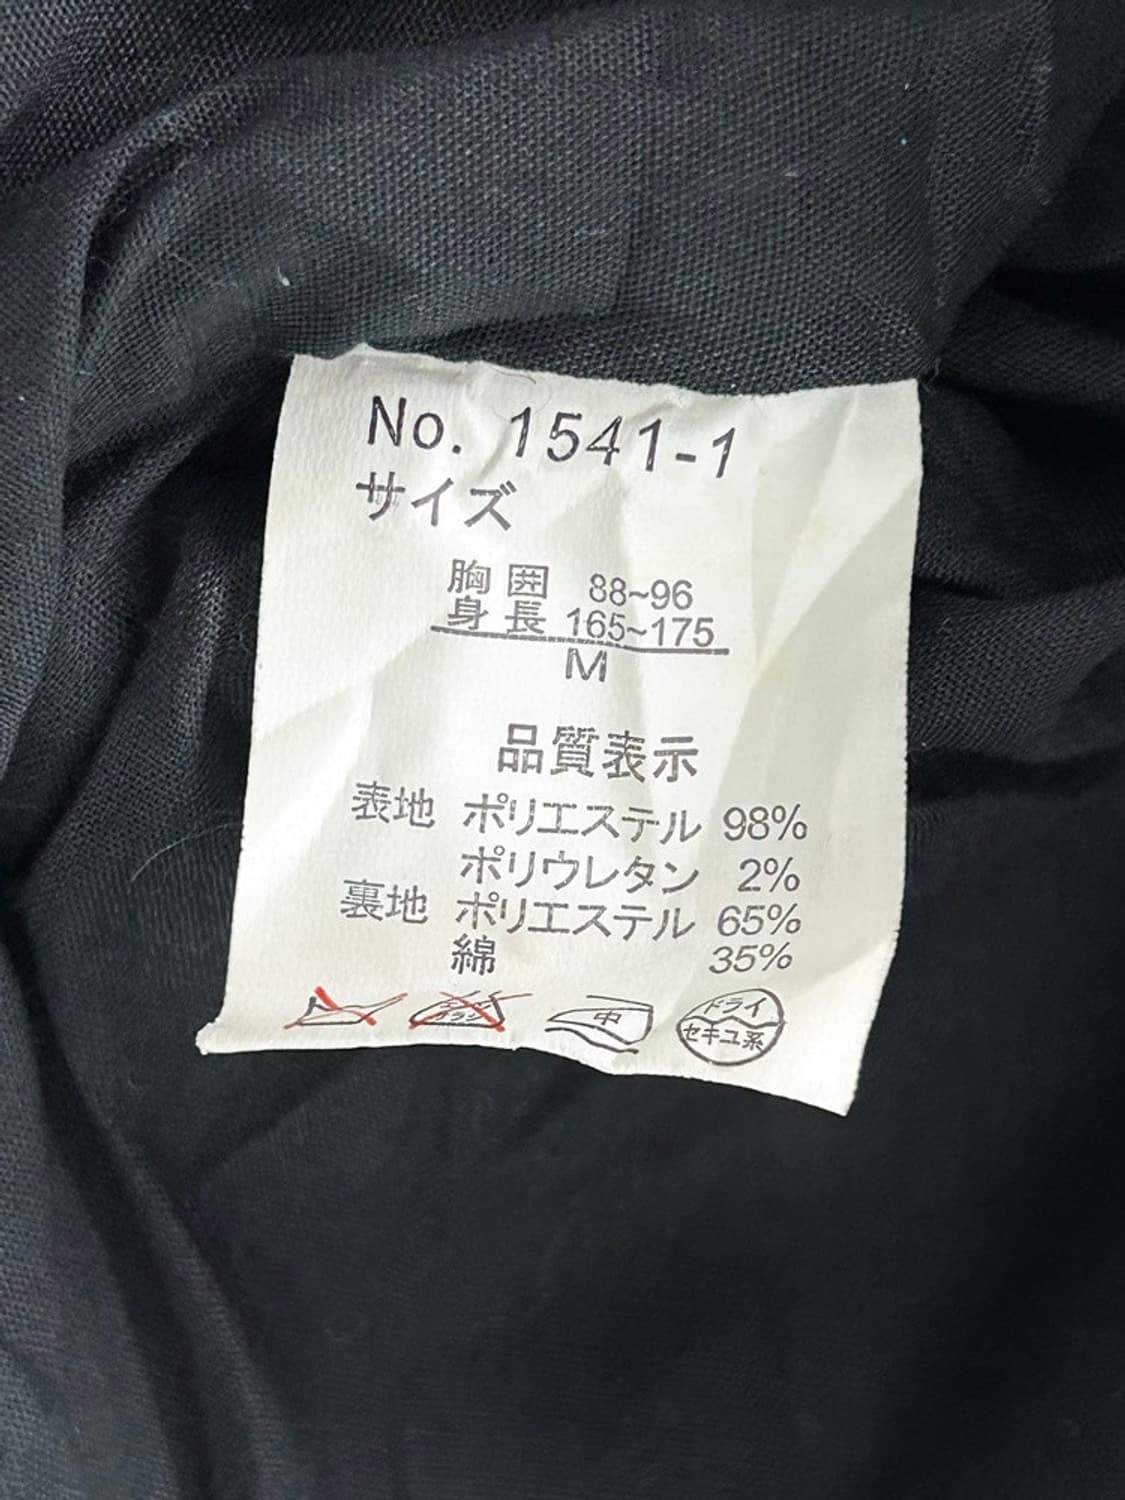 No. 1541-1
サイズ
胸囲 88~96
身長 165~175
M
品質表示
表地 ポリエステル 98%
ポリウレタン 2%
裏地 ポリエステル 65%
綿 35%
中
ドライ
セキユ系